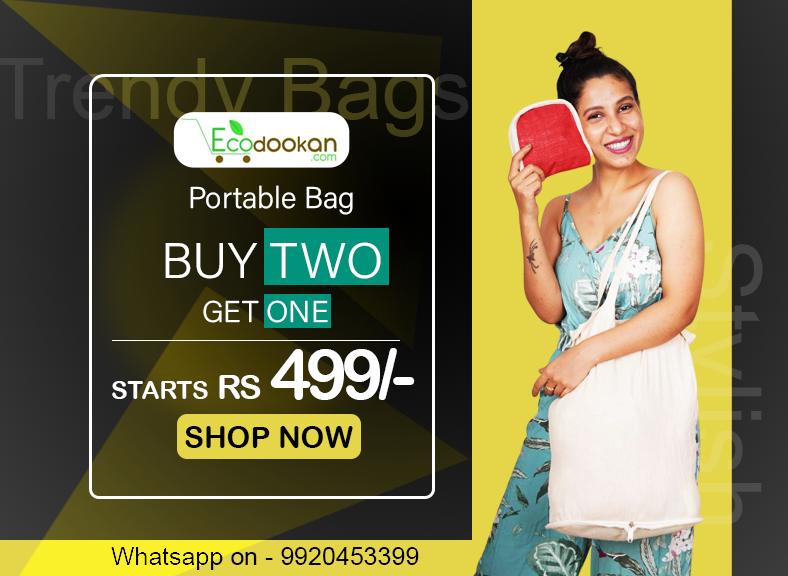 Trendy Bags
Ecodookan
.com
Portable Bag
BUY TWO
GET ONE
STARTS RS 499/-
SHOP NOW
Stylish
Whatsapp on - 9920453399